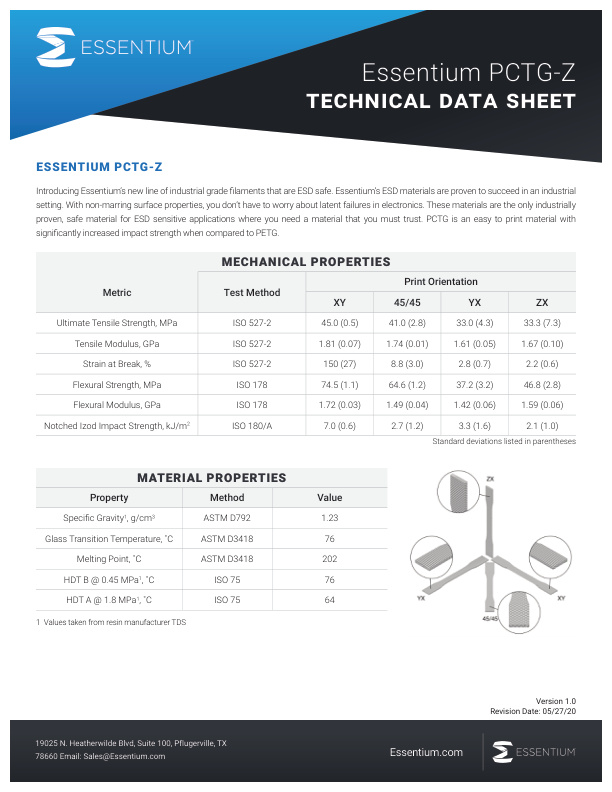 ESSENTIUM
Essentium PCTG-Z
TECHNICAL DATA SHEET
ESSENTIUM PCTG-Z
Introducing Essentium's new line of industrial grade filaments that are ESD safe. Essentium's ESD materials are proven to succeed in an industrial
setting. With non-marring surface properties, you don't have to worry about latent failures in electronics. These materials are the only industrially
proven, safe material for ESD sensitive applications where you need a material that you must trust. PCTG is an easy to print material with
significantly increased impact strength when compared to PETG.
MECHANICAL PROPERTIES
Metric Test Method Print Orientation
XY 45/45 YX ZX
Ultimate Tensile Strength, MPa ISO 527-2 45.0 (0.5) 41.0 (2.8) 33.0 (4.3) 33.3 (7.3)
Tensile Modulus, GPa ISO 527-2 1.81 (0.07) 1.74 (0.01) 1.61 (0.05) 1.67 (0.10)
Strain at Break, % ISO 527-2 150 (27) 8.8 (3.0) 2.8 (0.7) 2.2 (0.6)
Flexural Strength, MPa ISO 178 74.5 (1.1) 64.6 (1.2) 37.2 (3.2) 46.8 (2.8)
Flexural Modulus, GPa ISO 178 1.72 (0.03) 1.49 (0.04) 1.42 (0.06) 1.59 (0.06)
Notched Izod Impact Strength, kJ/m² ISO 180/A 7.0 (0.6) 2.7 (1.2) 3.3 (1.6) 2.1 (1.0)
Standard deviations listed in parentheses
MATERIAL PROPERTIES
Property Method Value
Specific Gravity¹, g/cm³ ASTM D792 1.23
Glass Transition Temperature, ˚C ASTM D3418 76
Melting Point, ˚C ASTM D3418 202
HDT B @ 0.45 MPa¹, ˚C ISO 75 76
HDT A @ 1.8 MPa¹, ˚C ISO 75 64
1 Values taken from resin manufacturer TDS
ZX
YX
XY
45/45
Version 1.0
Revision Date: 05/27/20
19025 N. Heatherwilde Blvd, Suite 100, Pflugerville, TX
78660 Email: Sales@Essentium.com
Essentium.com
ESSENTIUM